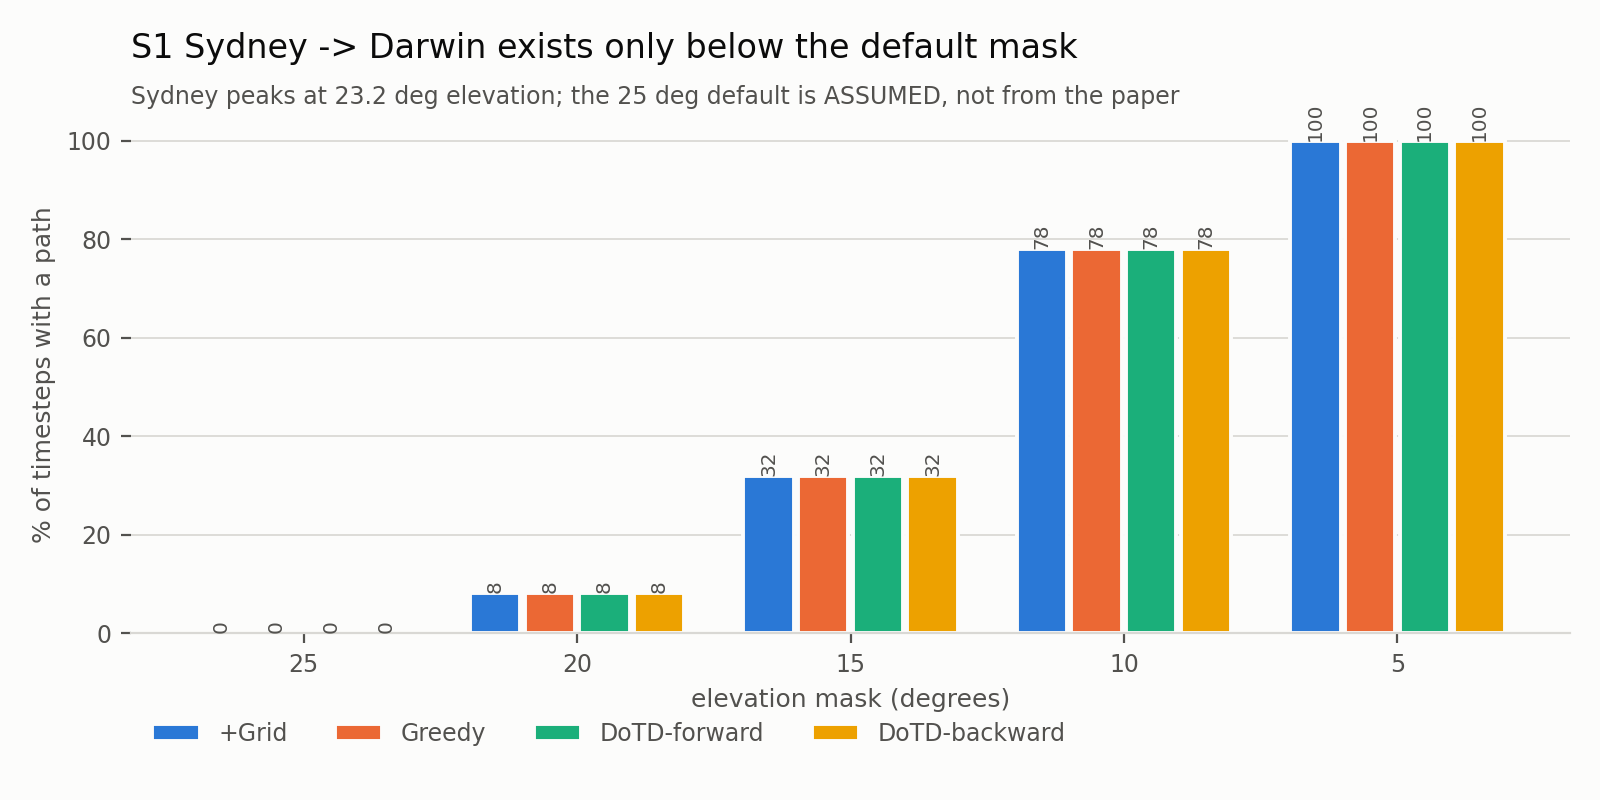 S1 Sydney -> Darwin exists only below the default mask
Sydney peaks at 23.2 deg elevation; the 25 deg default is ASSUMED, not from the paper
% of timesteps with a path
100
80
60
40
20
0
0 0 0 0
8 8 8 8
32 32 32 32
78 78 78 78
100 100 100 100
25 20 15 10 5
elevation mask (degrees)
+Grid Greedy DoTD-forward DoTD-backward